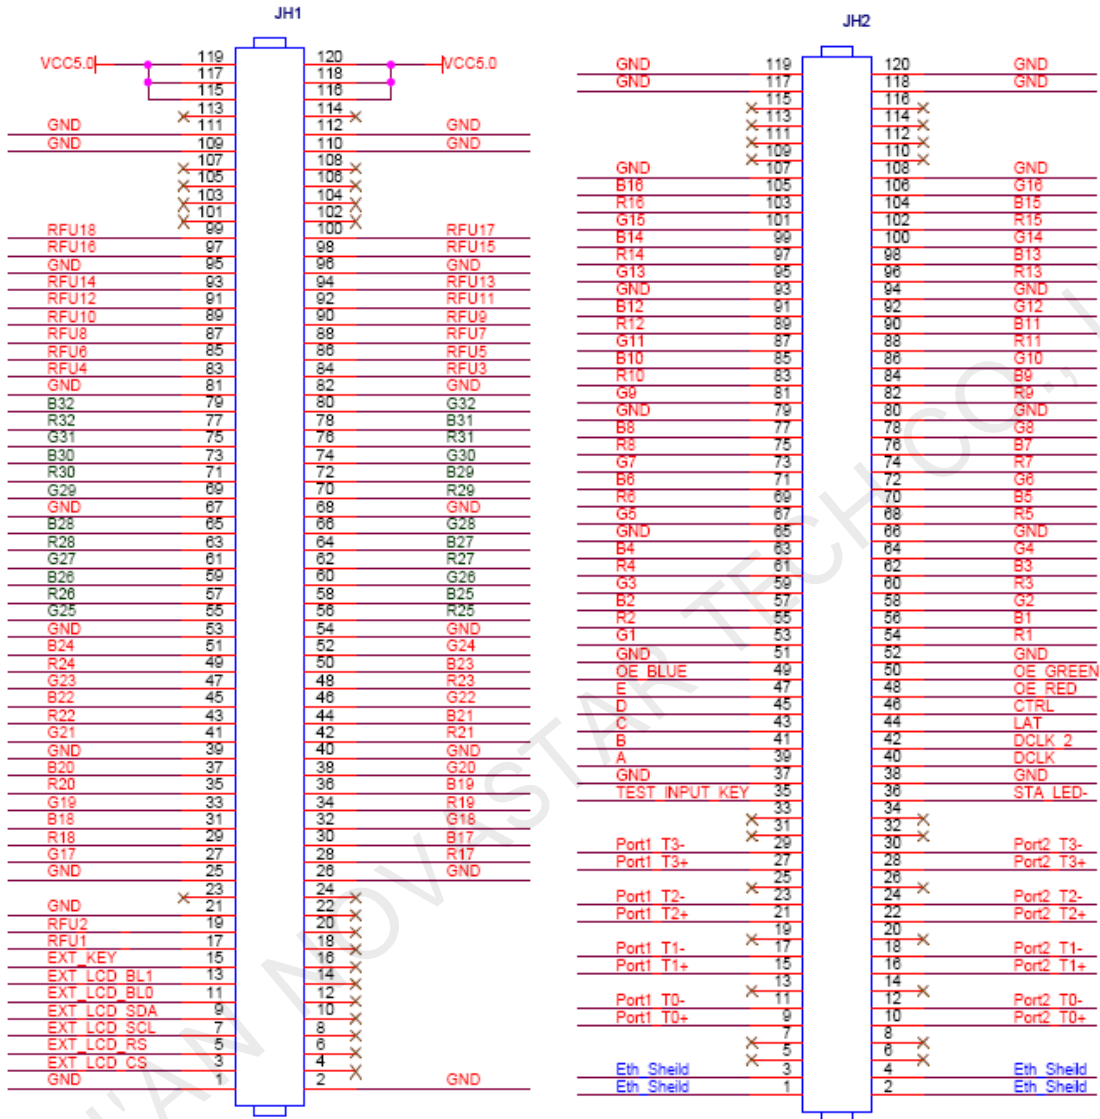 JH1
VCC5.0 119 120 VCC5.0
117 118
115 116
113 114
GND 111 112 GND
GND 109 110 GND
107 108
105 106
103 104
101 102
RFU18 99 100 RFU17
RFU16 97 98 RFU15
GND 95 96 GND
RFU14 93 94 RFU13
RFU12 91 92 RFU11
RFU10 89 90 RFU9
RFU8 87 88 RFU7
RFU6 85 86 RFU5
RFU4 83 84 RFU3
GND 81 82 GND
B32 79 80 G32
R32 77 78 B31
G31 75 76 R31
B30 73 74 G30
R30 71 72 B29
G29 69 70 R29
GND 67 68 GND
B28 65 66 G28
R28 63 64 B27
G27 61 62 R27
B26 59 60 G26
R26 57 58 B25
G25 55 56 R25
GND 53 54 GND
B24 51 52 G24
R24 49 50 B23
G23 47 48 R23
B22 45 46 G22
R22 43 44 B21
G21 41 42 R21
GND 39 40 GND
B20 37 38 G20
R20 35 36 B19
G19 33 34 R19
B18 31 32 G18
R18 29 30 B17
G17 27 28 R17
GND 25 26 GND
23 24
GND 21 22
RFU2 19 20
RFU1 17 18
EXT_KEY 15 16
EXT_LCD_BL1 13 14
EXT_LCD_BL0 11 12
EXT_LCD_SDA 9 10
EXT_LCD_SCL 7 8
EXT_LCD_RS 5 6
EXT_LCD_CS 3 4
GND 1 2 GND
JH2
GND 119 120 GND
GND 117 118 GND
115 116
113 114
111 112
109 110
GND 107 108 GND
B16 105 106 G16
R16 103 104 B15
G15 101 102 R15
B14 99 100 G14
R14 97 98 B13
G13 95 96 R13
GND 93 94 GND
B12 91 92 G12
R12 89 90 B11
G11 87 88 R11
B10 85 86 G10
R10 83 84 B9
G9 81 82 R9
GND 79 80 GND
B8 77 78 G8
R8 75 76 B7
G7 73 74 R7
B6 71 72 G6
R6 69 70 B5
G5 67 68 R5
GND 65 66 GND
B4 63 64 G4
R4 61 62 B3
G3 59 60 R3
B2 57 58 G2
R2 55 56 B1
G1 53 54 R1
GND 51 52 GND
OE_BLUE 49 50 OE_GREEN
E 47 48 OE_RED
D 45 46 CTRL
C 43 44 LAT
B 41 42 DCLK_2
A 39 40 DCLK
GND 37 38 GND
TEST_INPUT_KEY 35 36 STA_LED-
33 34
31 32
Port1_T3- 29 30 Port2_T3-
Port1_T3+ 27 28 Port2_T3+
25 26
Port1_T2- 23 24 Port2_T2-
Port1_T2+ 21 22 Port2_T2+
19 20
Port1_T1- 17 18 Port2_T1-
Port1_T1+ 15 16 Port2_T1+
13 14
Port1_T0- 11 12 Port2_T0-
Port1_T0+ 9 10 Port2_T0+
7 8
5 6
Eth_Sheild 3 4 Eth_Sheild
Eth_Sheild 1 2 Eth_Sheild
'AN NOVASTAR TECH CO.,